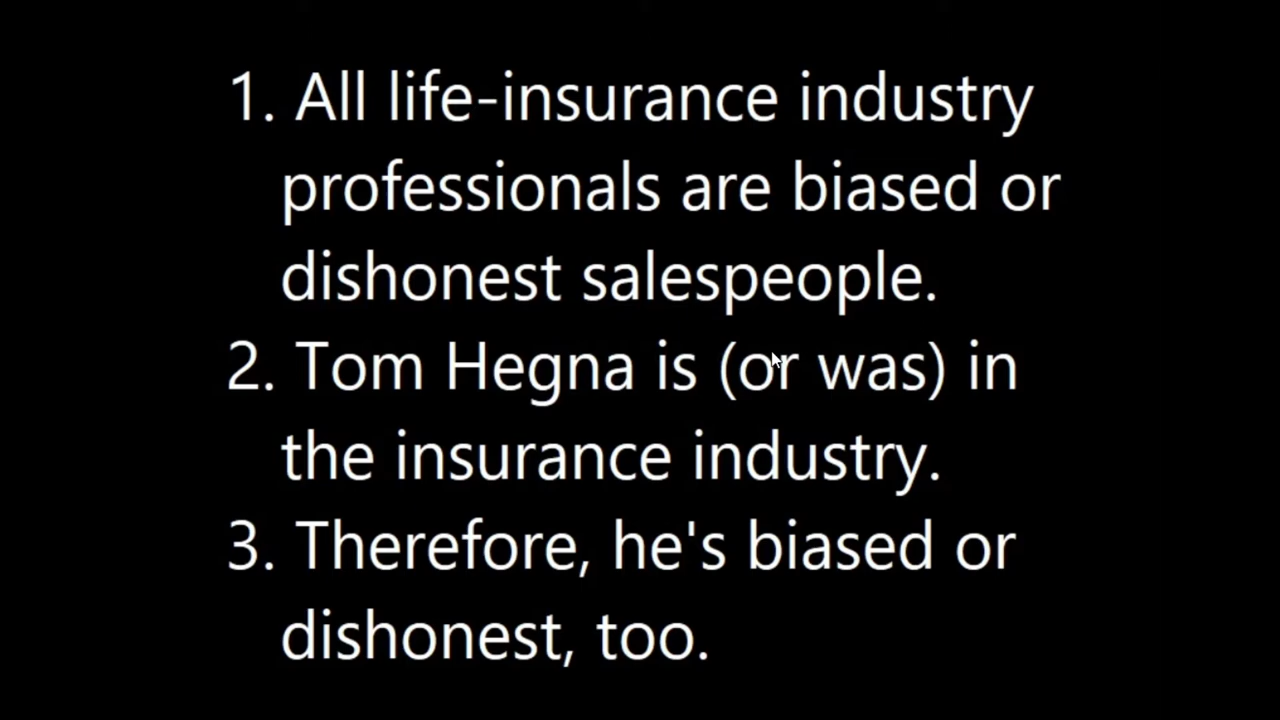 1. All life-insurance industry
professionals are biased or
dishonest salespeople.
2. Tom Hegna is (or was) in
the insurance industry.
3. Therefore, he's biased or
dishonest, too.